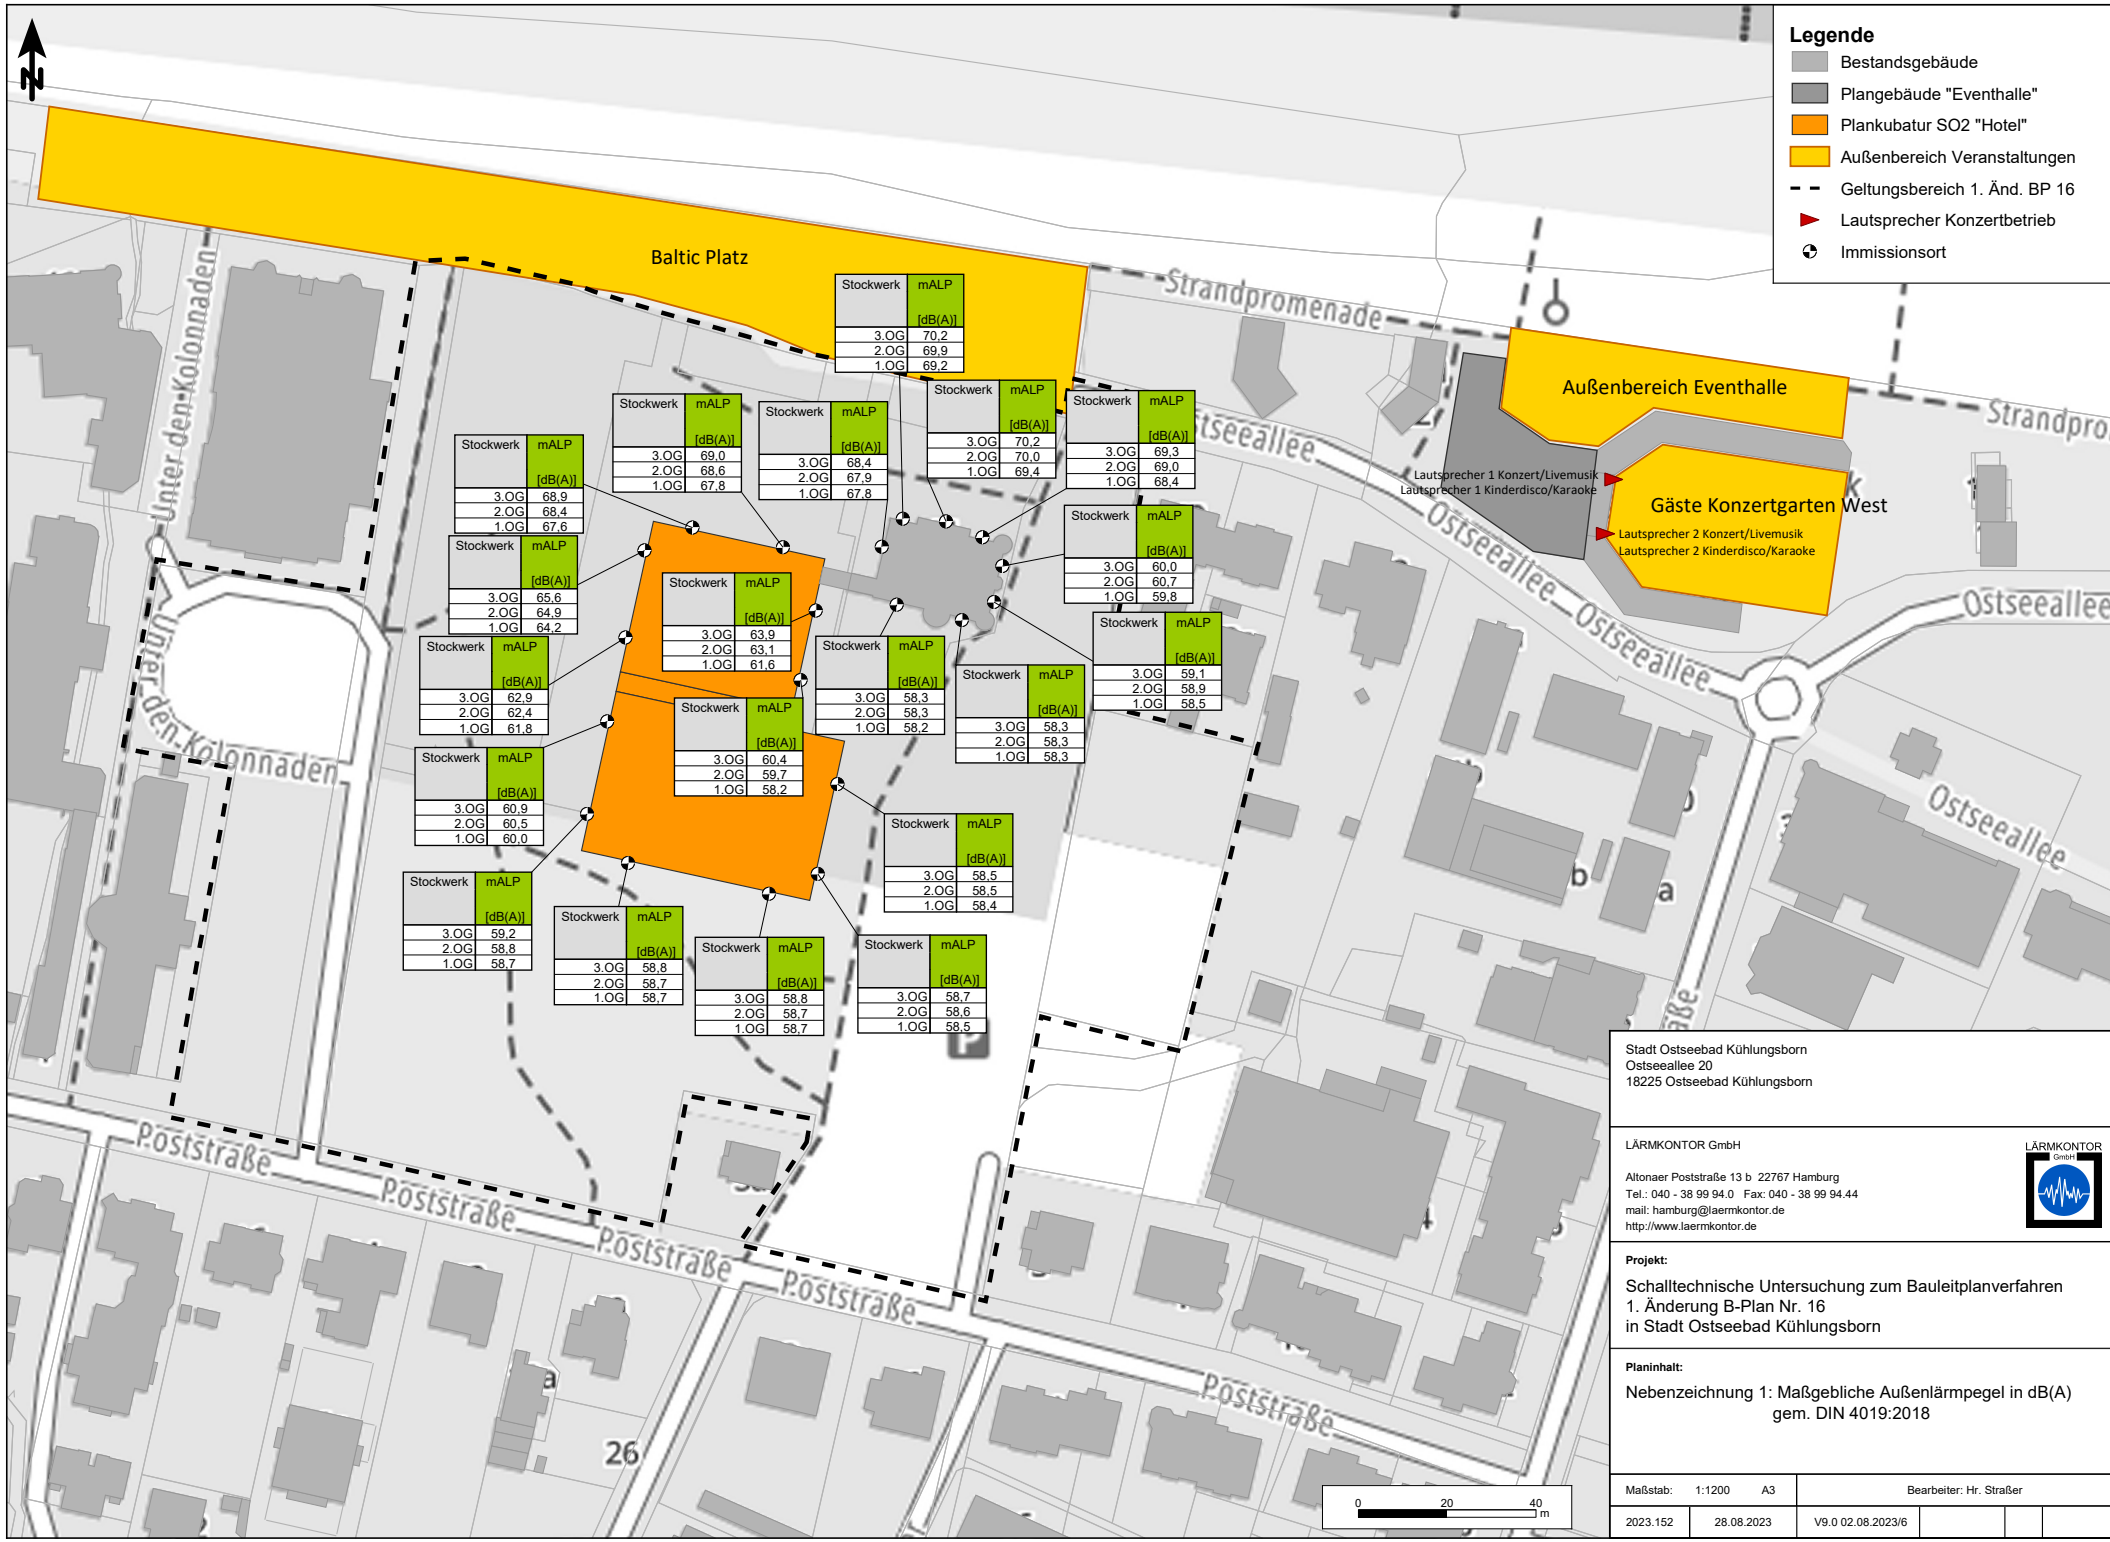 N
Legende
Bestandsgebäude
Plangebäude "Eventhalle"
Plankubatur SO2 "Hotel"
Außenbereich Veranstaltungen
Geltungsbereich 1. Änd. BP 16
Lautsprecher Konzertbetrieb
Immissionsort
Baltic Platz
Strandpromenade
Außenbereich Eventhalle
Strandpro
Lautsprecher 1 Konzert/Livemusik
Lautsprecher 1 Kinderdisco/Karaoke
Gäste Konzertgarten West
Lautsprecher 2 Konzert/Livemusik
Lautsprecher 2 Kinderdisco/Karaoke
Unter den-Kolonnaden
Unter-den-Kolonnaden
stseeallee
Ostseeallee
Ostseeallee
Ostseeallee
Ostseeallee
Stockwerk mALP [dB(A)]
3.OG 70,2
2.OG 69,9
1.OG 69,2
Stockwerk mALP [dB(A)]
3.OG 69,0
2.OG 68,6
1.OG 67,8
Stockwerk mALP [dB(A)]
3.OG 68,4
2.OG 67,9
1.OG 67,8
Stockwerk mALP [dB(A)]
3.OG 70,2
2.OG 70,0
1.OG 69,4
Stockwerk mALP [dB(A)]
3.OG 69,3
2.OG 69,0
1.OG 68,4
Stockwerk mALP [dB(A)]
3.OG 68,9
2.OG 68,4
1.OG 67,6
Stockwerk mALP [dB(A)]
3.OG 60,0
2.OG 60,7
1.OG 59,8
Stockwerk mALP [dB(A)]
3.OG 65,6
2.OG 64,9
1.OG 64,2
Stockwerk mALP [dB(A)]
3.OG 63,9
2.OG 63,1
1.OG 61,6
Stockwerk mALP [dB(A)]
3.OG 59,1
2.OG 58,9
1.OG 58,5
Stockwerk mALP [dB(A)]
3.OG 62,9
2.OG 62,4
1.OG 61,8
Stockwerk mALP [dB(A)]
3.OG 58,3
2.OG 58,3
1.OG 58,2
Stockwerk mALP [dB(A)]
3.OG 58,3
2.OG 58,3
1.OG 58,3
Stockwerk mALP [dB(A)]
3.OG 60,4
2.OG 59,7
1.OG 58,2
Stockwerk mALP [dB(A)]
3.OG 60,9
2.OG 60,5
1.OG 60,0
Stockwerk mALP [dB(A)]
3.OG 58,5
2.OG 58,5
1.OG 58,4
Stockwerk mALP [dB(A)]
3.OG 59,2
2.OG 58,8
1.OG 58,7
Stockwerk mALP [dB(A)]
3.OG 58,8
2.OG 58,7
1.OG 58,7
Stockwerk mALP [dB(A)]
3.OG 58,8
2.OG 58,7
1.OG 58,7
Stockwerk mALP [dB(A)]
3.OG 58,7
2.OG 58,6
1.OG 58,5
b
a
P
aße
Poststraße
Poststraße
Poststraße
Poststraße
Poststraße
a
26
0 20 40
m
Stadt Ostseebad Kühlungsborn
Ostseeallee 20
18225 Ostseebad Kühlungsborn
LÄRMKONTOR GmbH
Altonaer Poststraße 13 b 22767 Hamburg
Tel.: 040 - 38 99 94.0 Fax: 040 - 38 99 94.44
mail: hamburg@laermkontor.de
http://www.laermkontor.de
LÄRMKONTOR
GmbH
Projekt:
Schalltechnische Untersuchung zum Bauleitplanverfahren
1. Änderung B-Plan Nr. 16
in Stadt Ostseebad Kühlungsborn
Planinhalt:
Nebenzeichnung 1: Maßgebliche Außenlärmpegel in dB(A)
gem. DIN 4019:2018
Maßstab: 1:1200 A3 Bearbeiter: Hr. Straßer
2023.152 28.08.2023 V9.0 02.08.2023/6